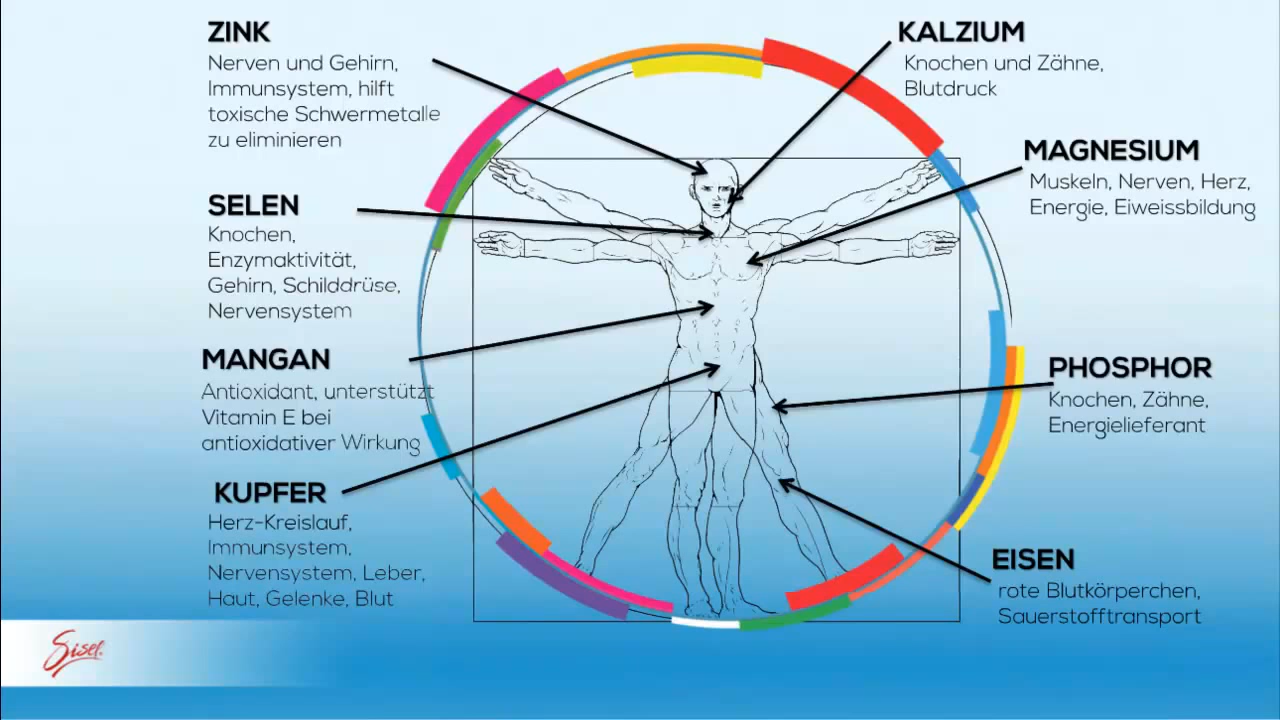 ZINK
Nerven und Gehirn,
Immunsystem, hilft
toxische Schwermetalle
zu eliminieren
SELEN
Knochen,
Enzymaktivität,
Gehirn, Schilddrüse,
Nervensystem
MANGAN
Antioxidant, unterstützt
Vitamin E bei
antioxidativer Wirkung
KUPFER
Herz-Kreislauf,
Immunsystem,
Nervensystem, Leber,
Haut, Gelenke, Blut
KALZIUM
Knochen und Zähne,
Blutdruck
MAGNESIUM
Muskeln, Nerven, Herz,
Energie, Eiweissbildung
PHOSPHOR
Knochen, Zähne,
Energielieferant
EISEN
rote Blutkörperchen,
Sauerstofftransport
Sisel